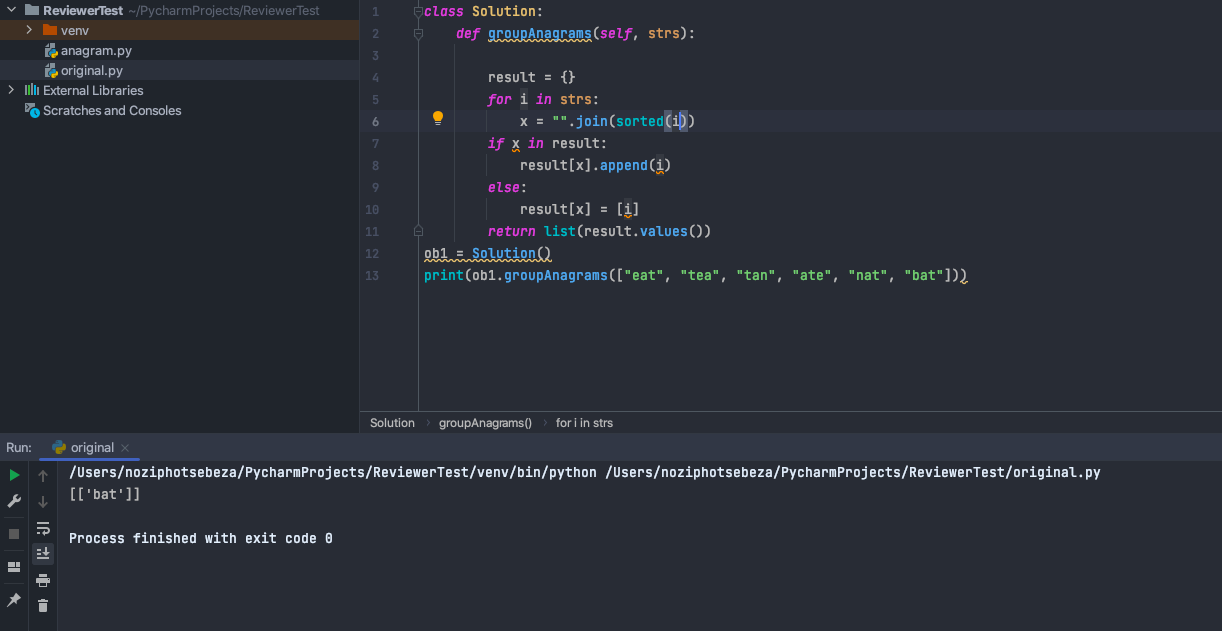 ReviewerTest ~/PycharmProjects/ReviewerTest
venv
anagram.py
original.py
External Libraries
Scratches and Consoles
1 class Solution:
2     def groupAnagrams(self, strs):
3
4         result = {}
5         for i in strs:
6             x = "".join(sorted(i))
7         if x in result:
8             result[x].append(i)
9         else:
10             result[x] = [i]
11         return list(result.values())
12 ob1 = Solution()
13 print(ob1.groupAnagrams(["eat", "tea", "tan", "ate", "nat", "bat"]))
Solution › groupAnagrams() › for i in strs
Run: original ×
/Users/noziphotsebeza/PycharmProjects/ReviewerTest/venv/bin/python /Users/noziphotsebeza/PycharmProjects/ReviewerTest/original.py
[['bat']]
Process finished with exit code 0